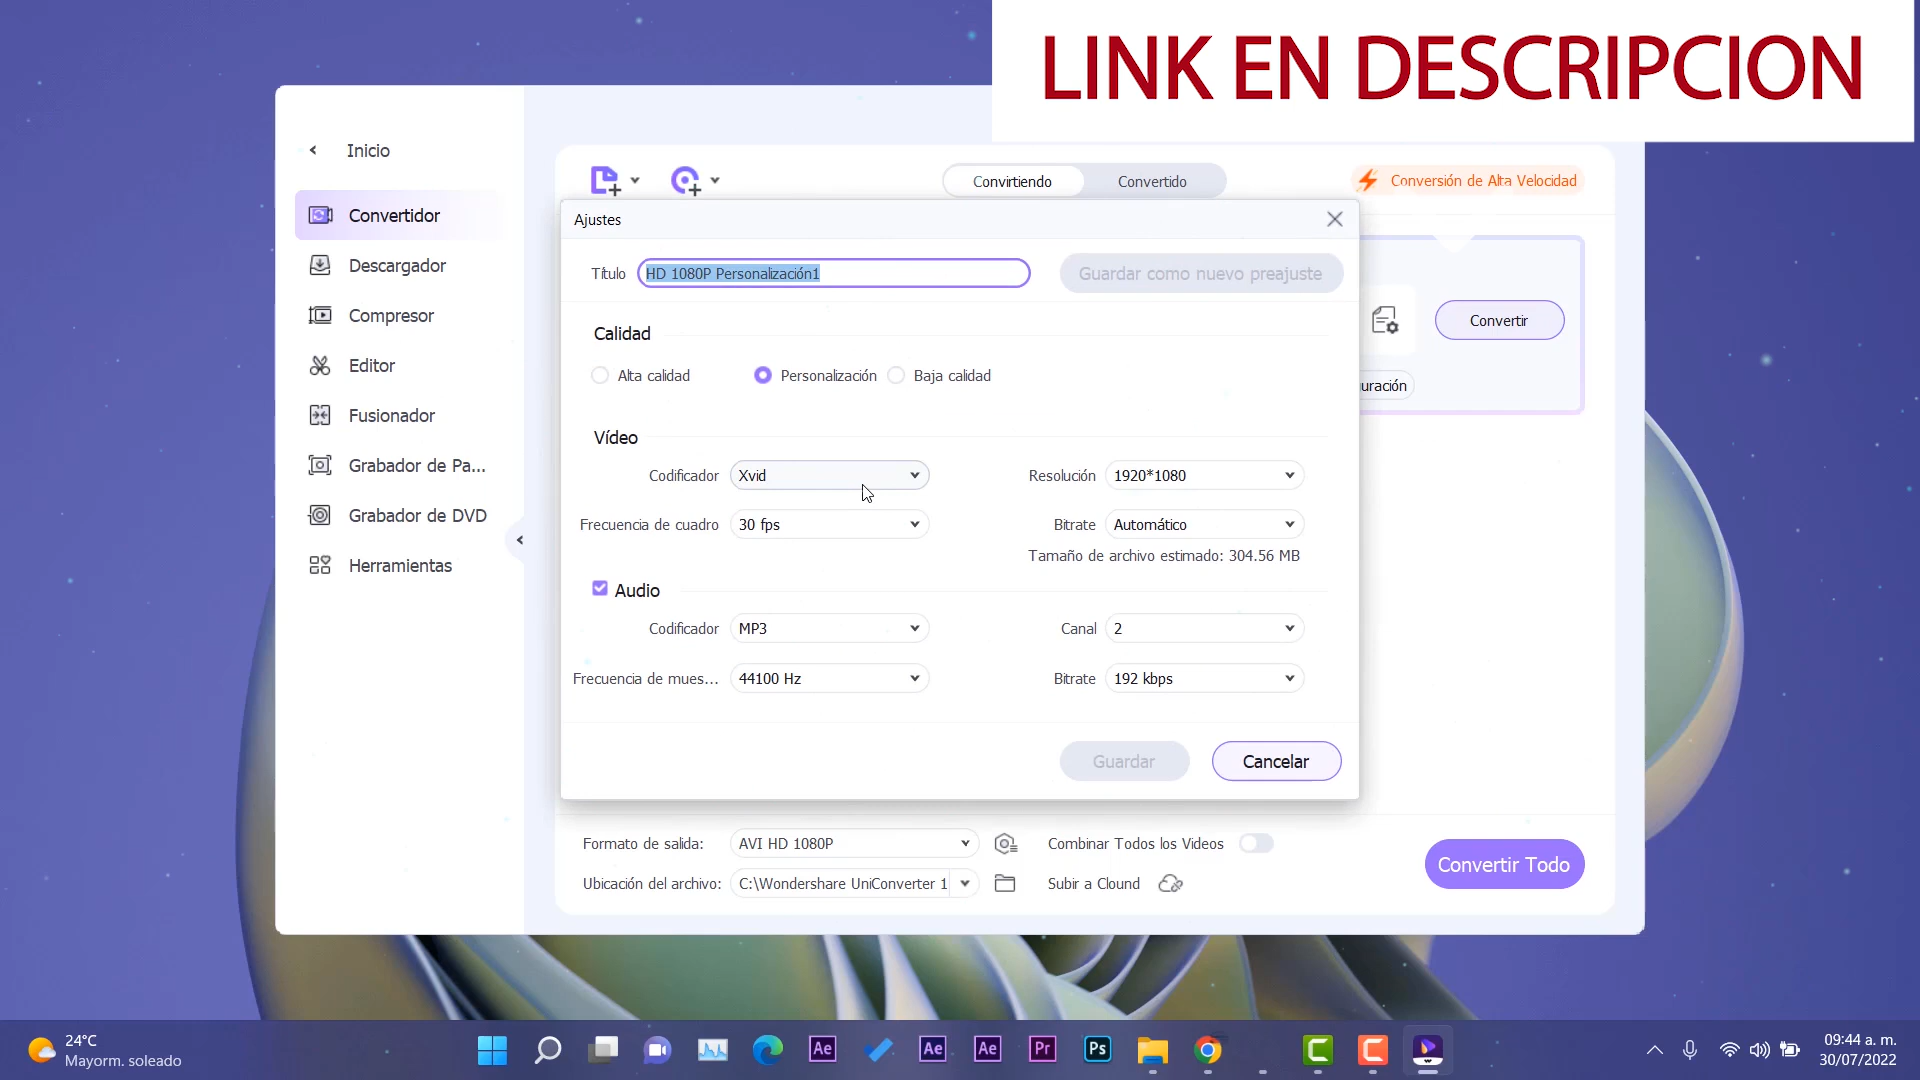 LINK EN DESCRIPCION
Inicio
Convertidor
Descargador
Compresor
Editor
Fusionador
Grabador de Pa...
Grabador de DVD
Herramientas
Convirtiendo
Convertido
Conversión de Alta Velocidad
Ajustes
Título
HD 1080P Personalización1
Guardar como nuevo preajuste
Convertir
uración
Calidad
Alta calidad
Personalización
Baja calidad
Vídeo
Codificador
Xvid
Resolución
1920*1080
Frecuencia de cuadro
30 fps
Bitrate
Automático
Tamaño de archivo estimado: 304.56 MB
Audio
Codificador
MP3
Canal
2
Frecuencia de mues...
44100 Hz
Bitrate
192 kbps
Guardar
Cancelar
Formato de salida:
AVI HD 1080P
Combinar Todos los Videos
Ubicación del archivo:
C:\Wondershare UniConverter 1
Subir a Clound
Convertir Todo
24°C
Mayorm. soleado
Ae
Ae
Ae
Pr
Ps
C
C
09:44 a. m.
30/07/2022